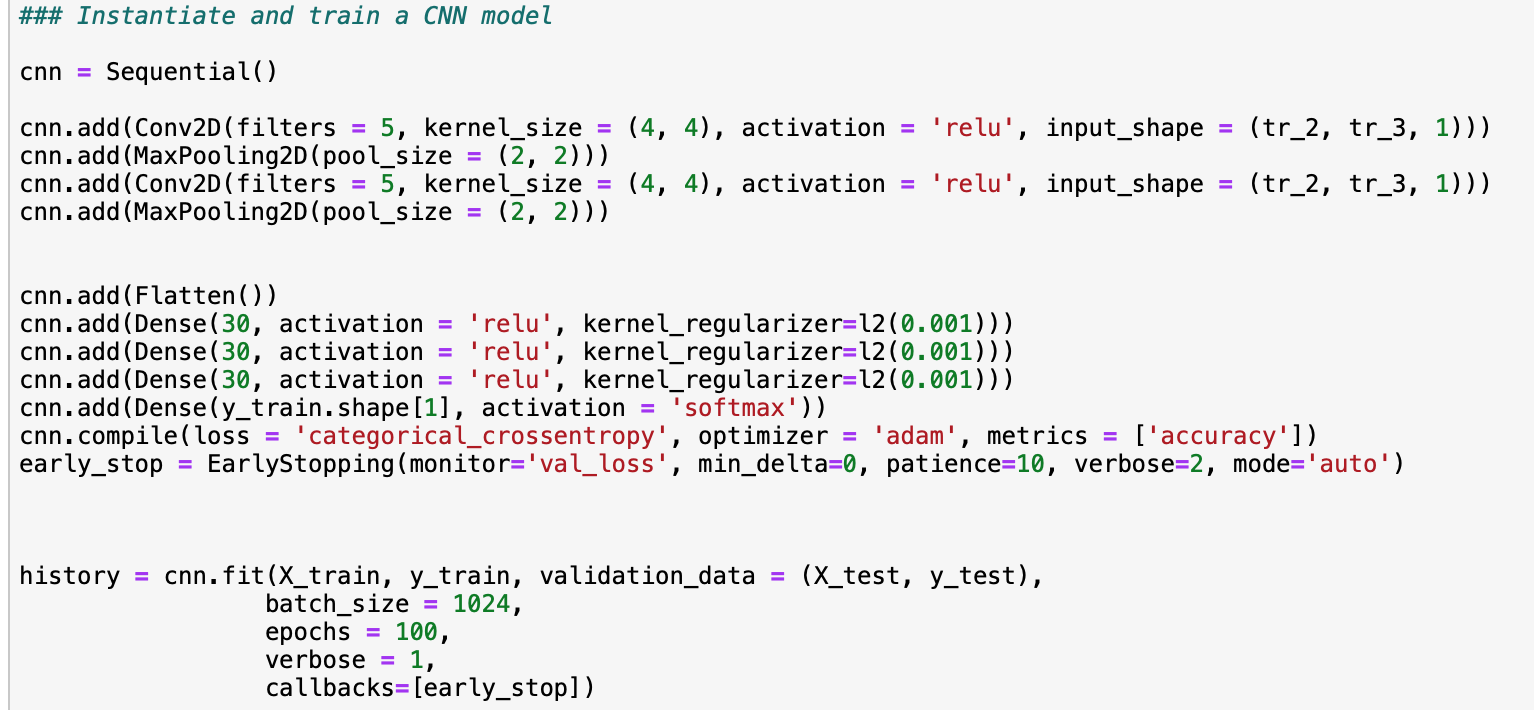 ### Instantiate and train a CNN model
cnn = Sequential()
cnn.add(Conv2D(filters = 5, kernel_size = (4, 4), activation = 'relu', input_shape = (tr_2, tr_3, 1)))
cnn.add(MaxPooling2D(pool_size = (2, 2)))
cnn.add(Conv2D(filters = 5, kernel_size = (4, 4), activation = 'relu', input_shape = (tr_2, tr_3, 1)))
cnn.add(MaxPooling2D(pool_size = (2, 2)))
cnn.add(Flatten())
cnn.add(Dense(30, activation = 'relu', kernel_regularizer=l2(0.001)))
cnn.add(Dense(30, activation = 'relu', kernel_regularizer=l2(0.001)))
cnn.add(Dense(30, activation = 'relu', kernel_regularizer=l2(0.001)))
cnn.add(Dense(y_train.shape[1], activation = 'softmax'))
cnn.compile(loss = 'categorical_crossentropy', optimizer = 'adam', metrics = ['accuracy'])
early_stop = EarlyStopping(monitor='val_loss', min_delta=0, patience=10, verbose=2, mode='auto')
history = cnn.fit(X_train, y_train, validation_data = (X_test, y_test),
batch_size = 1024,
epochs = 100,
verbose = 1,
callbacks=[early_stop])